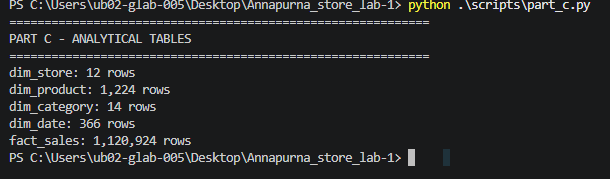 PS C:\Users\ub02-glab-005\Desktop\Annapurna_store_lab-1> python .\scripts\part_c.py
============================================================
PART C - ANALYTICAL TABLES
============================================================
dim_store: 12 rows
dim_product: 1,224 rows
dim_category: 14 rows
dim_date: 366 rows
fact_sales: 1,120,924 rows
PS C:\Users\ub02-glab-005\Desktop\Annapurna_store_lab-1>